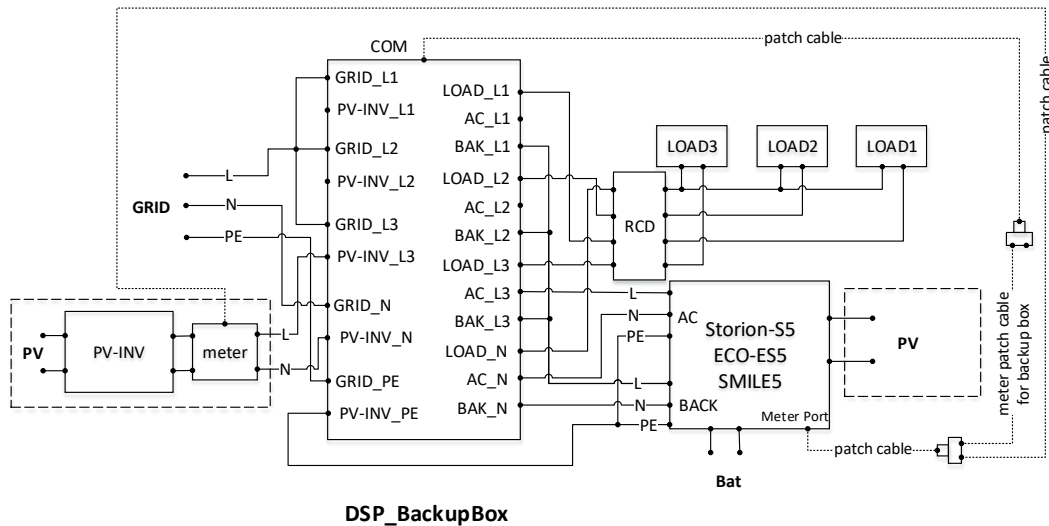 COM
patch cable
patch cable
GRID_L1
PV-INV_L1
GRID_L2
PV-INV_L2
GRID_L3
PV-INV_L3
GRID_N
PV-INV_N
GRID_PE
PV-INV_PE
LOAD_L1
AC_L1
BAK_L1
LOAD_L2
AC_L2
BAK_L2
LOAD_L3
AC_L3
BAK_L3
LOAD_N
AC_N
BAK_N
LOAD3
LOAD2
LOAD1
RCD
GRID
L
N
PE
PV
PV-INV
meter
L
N
L
N
PE
L
N
PE
AC
BACK
Storion-S5
ECO-ES5
SMILE5
Meter Port
PV
Bat
patch cable
meter patch cable
for backup box
DSP_BackupBox